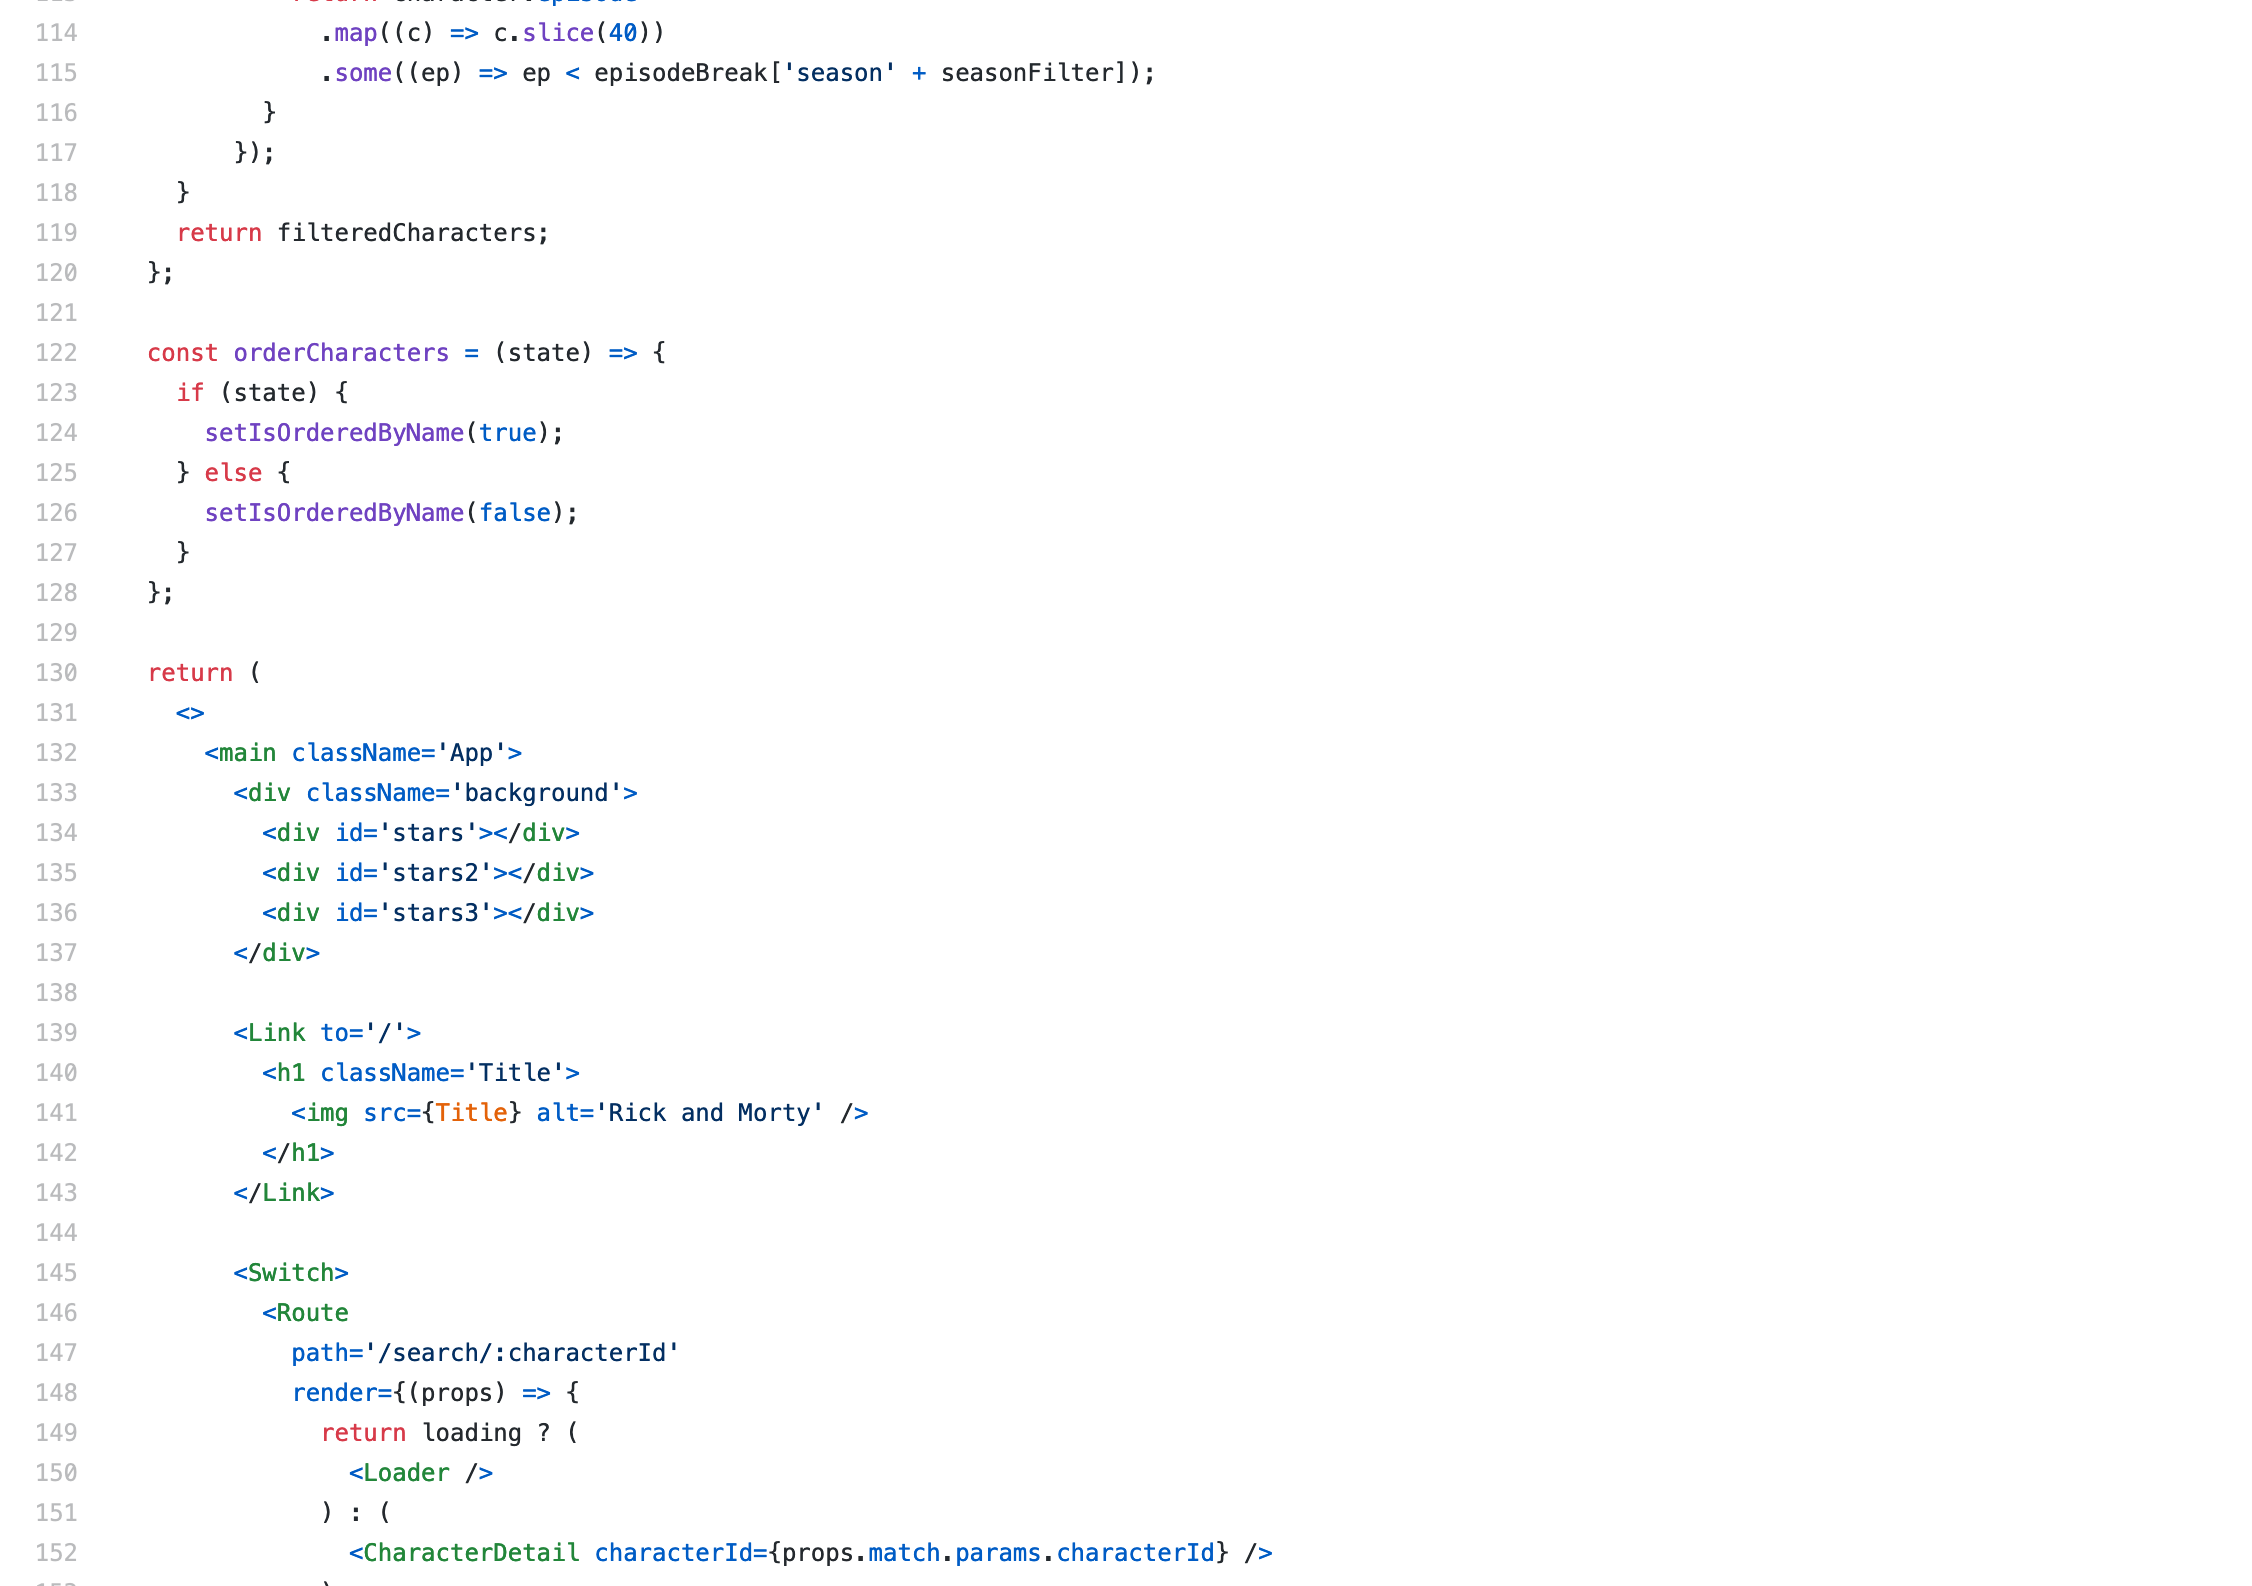 return character.episode
114 .map((c) => c.slice(40))
115 .some((ep) => ep < episodeBreak['season' + seasonFilter]);
116 }
117 });
118 }
119 return filteredCharacters;
120 };
121
122 const orderCharacters = (state) => {
123 if (state) {
124 setIsOrderedByName(true);
125 } else {
126 setIsOrderedByName(false);
127 }
128 };
129
130 return (
131 <>
132 <main className='App'>
133 <div className='background'>
134 <div id='stars'></div>
135 <div id='stars2'></div>
136 <div id='stars3'></div>
137 </div>
138
139 <Link to='/'>
140 <h1 className='Title'>
141 <img src={Title} alt='Rick and Morty' />
142 </h1>
143 </Link>
144
145 <Switch>
146 <Route
147 path='/search/:characterId'
148 render={(props) => {
149 return loading ? (
150 <Loader />
151 ) : (
152 <CharacterDetail characterId={props.match.params.characterId} />